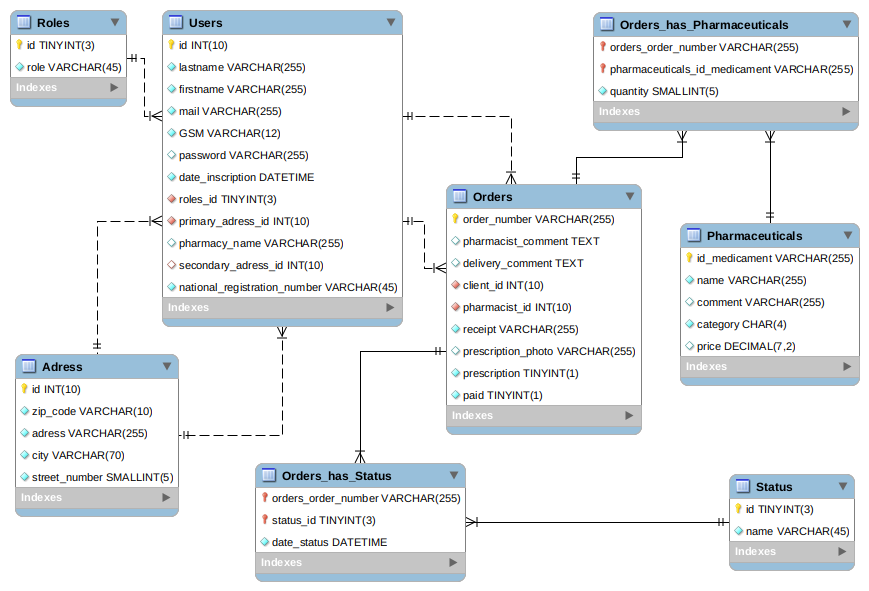 Roles
id TINYINT(3)
role VARCHAR(45)
Indexes
Users
id INT(10)
lastname VARCHAR(255)
firstname VARCHAR(255)
mail VARCHAR(255)
GSM VARCHAR(12)
password VARCHAR(255)
date_inscription DATETIME
roles_id TINYINT(3)
primary_adress_id INT(10)
pharmacy_name VARCHAR(255)
secondary_adress_id INT(10)
national_registration_number VARCHAR(45)
Indexes
Orders_has_Pharmaceuticals
orders_order_number VARCHAR(255)
pharmaceuticals_id_medicament VARCHAR(255)
quantity SMALLINT(5)
Indexes
Orders
order_number VARCHAR(255)
pharmacist_comment TEXT
delivery_comment TEXT
client_id INT(10)
pharmacist_id INT(10)
receipt VARCHAR(255)
prescription_photo VARCHAR(255)
prescription TINYINT(1)
paid TINYINT(1)
Indexes
Pharmaceuticals
id_medicament VARCHAR(255)
name VARCHAR(255)
comment VARCHAR(255)
category CHAR(4)
price DECIMAL(7,2)
Indexes
Adress
id INT(10)
zip_code VARCHAR(10)
adress VARCHAR(255)
city VARCHAR(70)
street_number SMALLINT(5)
Indexes
Orders_has_Status
orders_order_number VARCHAR(255)
status_id TINYINT(3)
date_status DATETIME
Indexes
Status
id TINYINT(3)
name VARCHAR(45)
Indexes